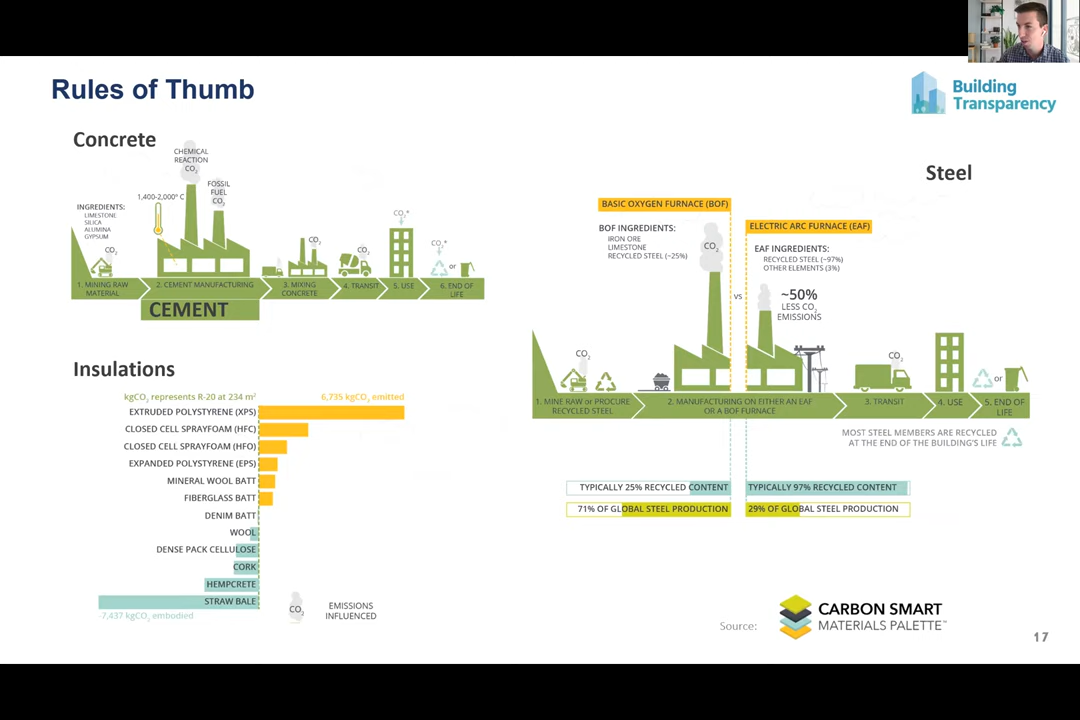 Rules of Thumb
Building
Transparency
Concrete
CHEMICAL
REACTION
CO2
FOSSIL
FUEL
CO2
1,400-2,000° C
INGREDIENTS:
LIMESTONE
SILICA
ALUMINA
GYPSUM
CO2
CO2
CO2
CO2*
CO2*
or
1. MINING RAW
MATERIAL
2. CEMENT MANUFACTURING
3. MIXING
CONCRETE
4. TRANSIT
5. USE
6. END OF
LIFE
CEMENT
Steel
BASIC OXYGEN FURNACE (BOF)
BOF INGREDIENTS:
IRON ORE
LIMESTONE
RECYCLED STEEL (~25%)
CO2
ELECTRIC ARC FURNACE (EAF)
EAF INGREDIENTS:
RECYCLED STEEL (~97%)
OTHER ELEMENTS (3%)
vs
~50%
LESS CO2
EMISSIONS
CO2
CO2
or
1. MINE RAW or PROCURE
RECYCLED STEEL
2. MANUFACTURING ON EITHER AN EAF
OR A BOF FURNACE
3. TRANSIT
4. USE
5. END OF
LIFE
MOST STEEL MEMBERS ARE RECYCLED
AT THE END OF THE BUILDING'S LIFE
TYPICALLY 25% RECYCLED CONTENT
TYPICALLY 97% RECYCLED CONTENT
71% OF GLOBAL STEEL PRODUCTION
29% OF GLOBAL STEEL PRODUCTION
Insulations
kgCO2 represents R-20 at 234 m²
6,735 kgCO2 emitted
EXTRUDED POLYSTYRENE (XPS)
CLOSED CELL SPRAYFOAM (HFC)
CLOSED CELL SPRAYFOAM (HFO)
EXPANDED POLYSTYRENE (EPS)
MINERAL WOOL BATT
FIBERGLASS BATT
DENIM BATT
WOOL
DENSE PACK CELLULOSE
CORK
HEMPCRETE
STRAW BALE
-7,437 kgCO2 embodied
CO2
EMISSIONS
INFLUENCED
Source:
CARBON SMART
MATERIALS PALETTE™
17